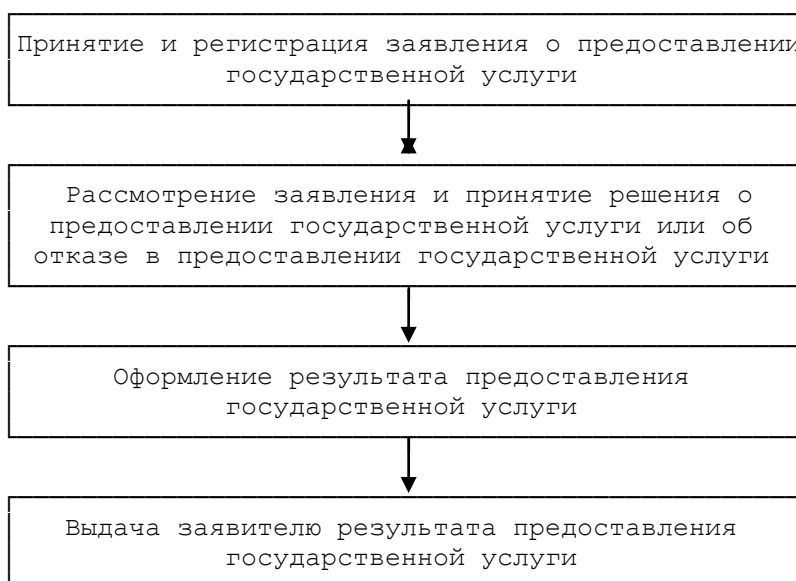 Принятие и регистрация заявления о предоставлении
государственной услуги
Рассмотрение заявления и принятие решения о
предоставлении государственной услуги или об
отказе в предоставлении государственной услуги
Оформление результата предоставления
государственной услуги
Выдача заявителю результата предоставления
государственной услуги